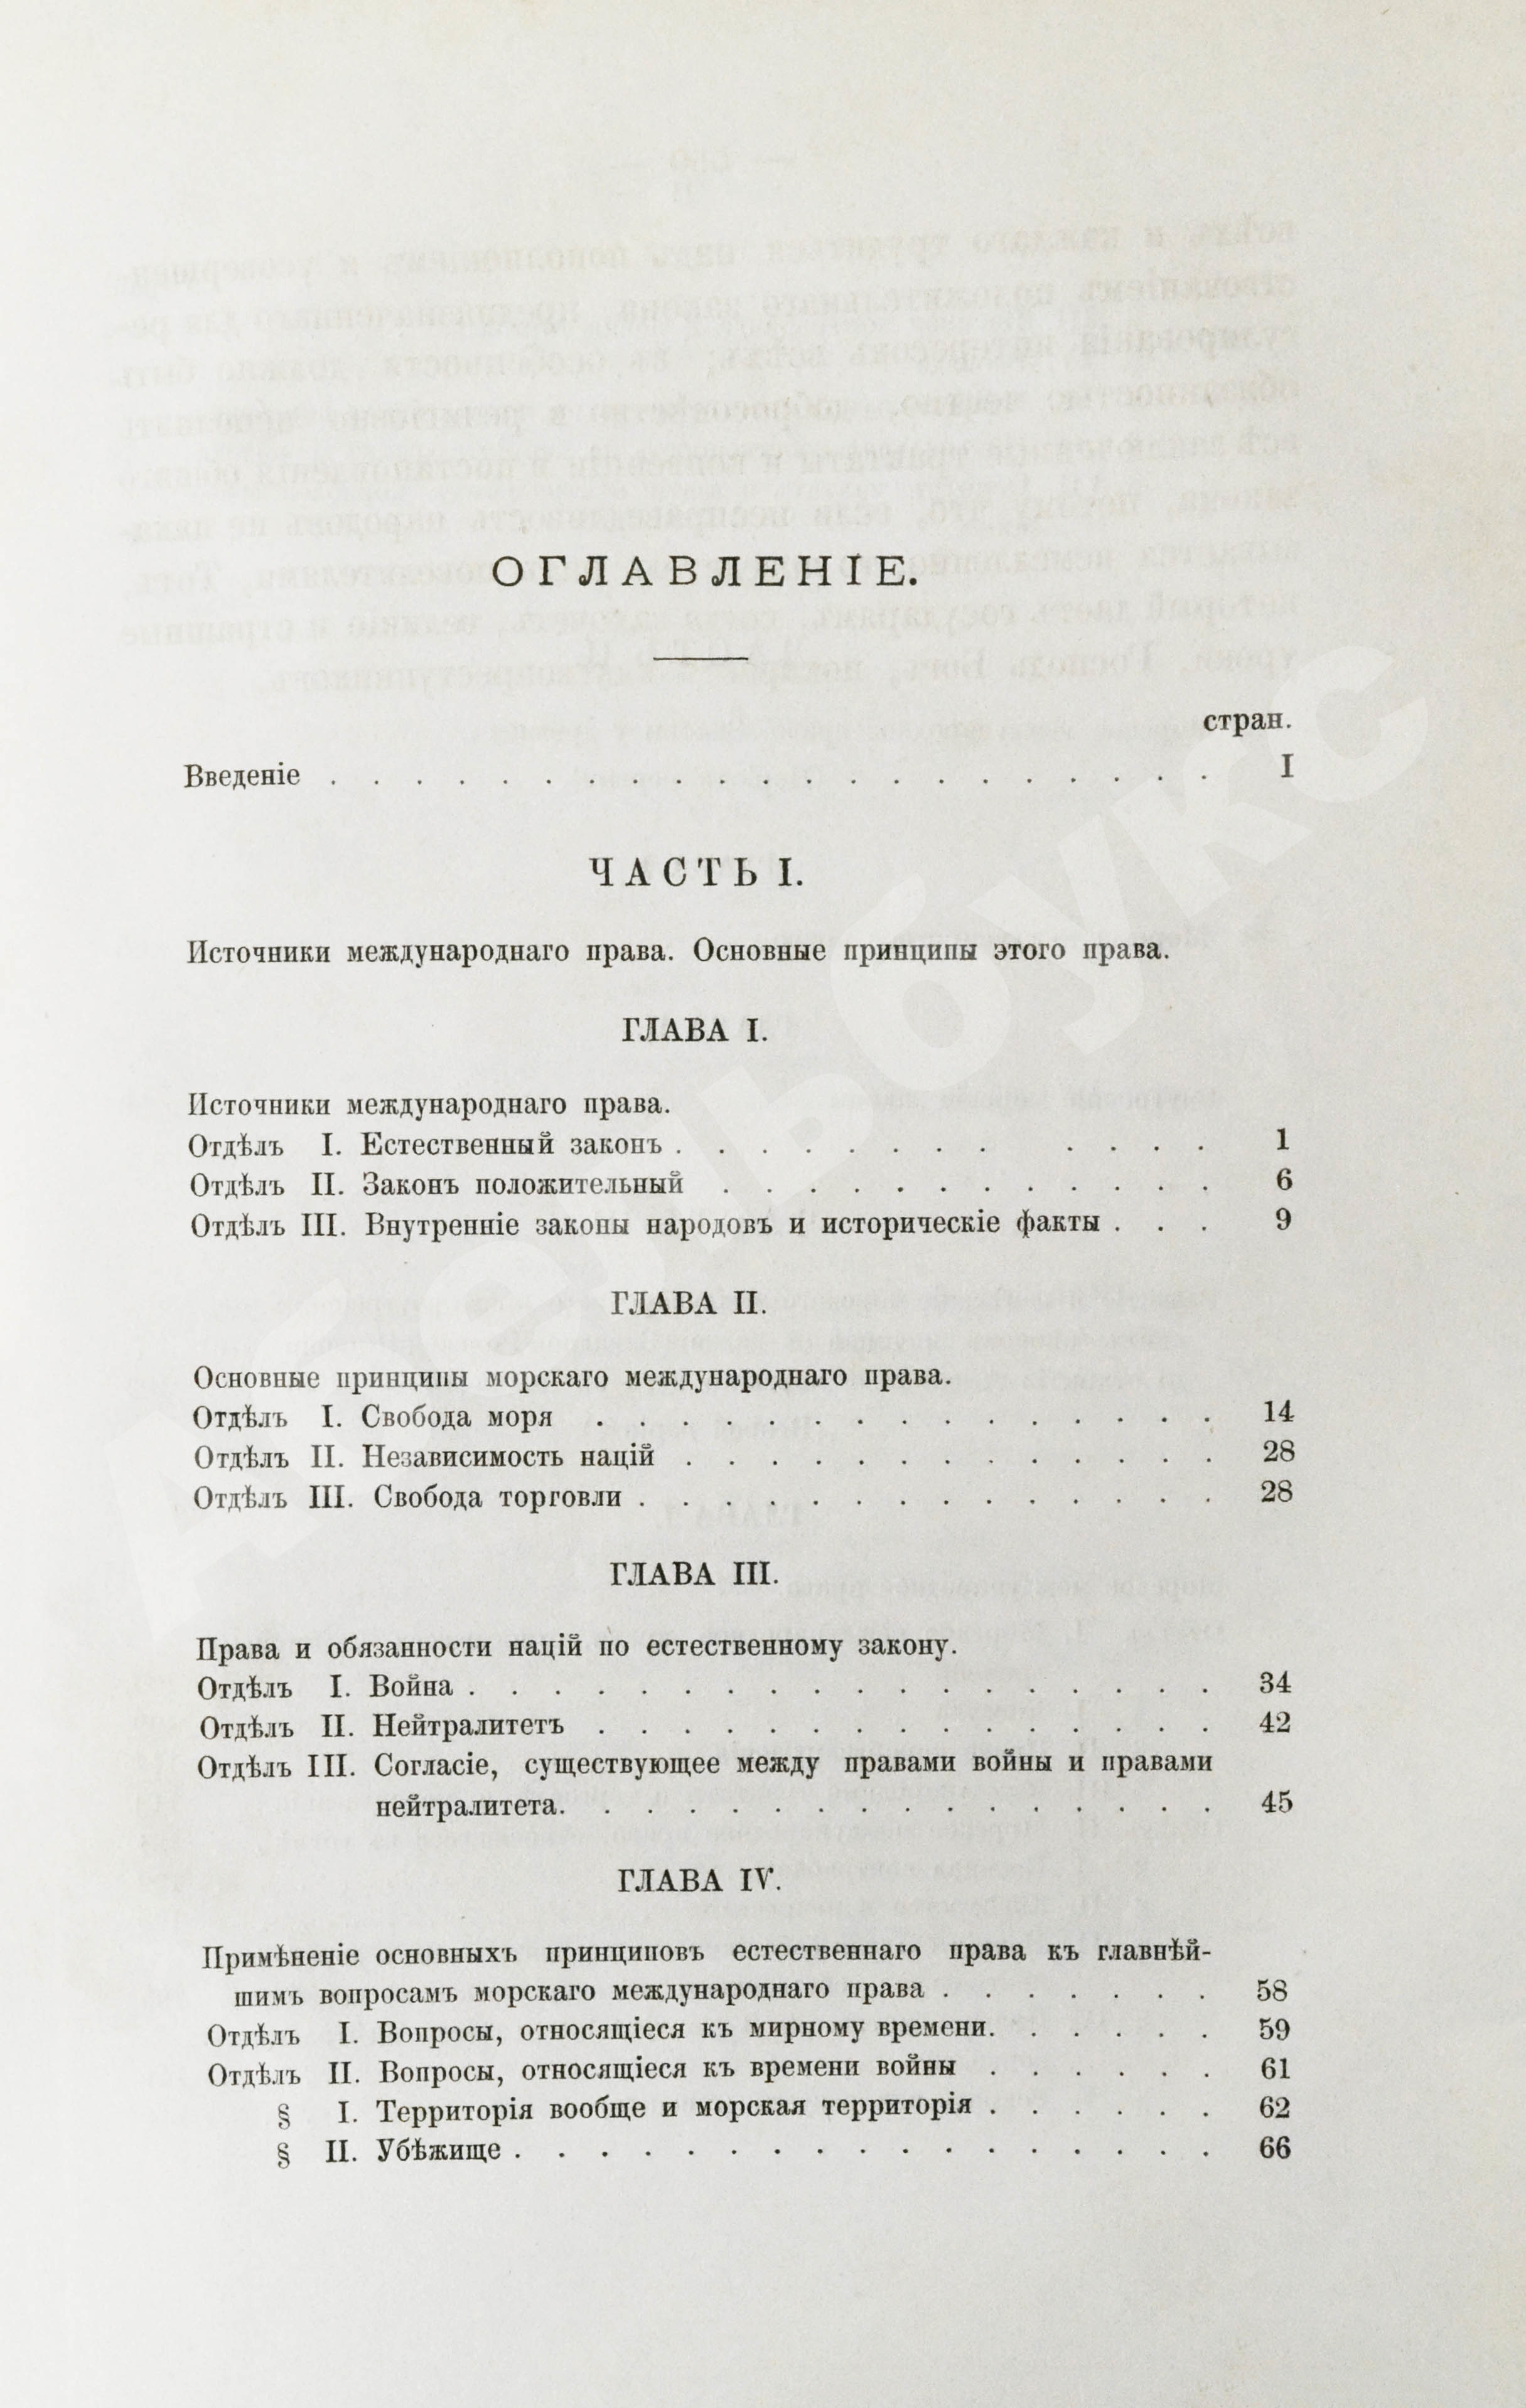 ОГЛАВЛЕНІЕ.
стран.
Введеніе . . . . . . . . . . . . . . . . . . . . . I
ЧАСТЬ I.
Источники международнаго права. Основные принципы этого права.
ГЛАВА I.
Источники международнаго права.
Отдѣлъ I. Естественный законъ . . . . . . . . . . . . 1
Отдѣлъ II. Законъ положительный . . . . . . . . . . . . 6
Отдѣлъ III. Внутренніе законы народовъ и историческіе факты . . . 9
ГЛАВА II.
Основные принципы морскаго международнаго права.
Отдѣлъ I. Свобода моря . . . . . . . . . . . . . . . 14
Отдѣлъ II. Независимость націй . . . . . . . . . . . . . 28
Отдѣлъ III. Свобода торговли . . . . . . . . . . . . . . 28
ГЛАВА III.
Права и обязанности націй по естественному закону.
Отдѣлъ I. Война . . . . . . . . . . . . . . . . . . 34
Отдѣлъ II. Нейтралитетъ . . . . . . . . . . . . . . . 42
Отдѣлъ III. Согласіе, существующее между правами войны и правами
нейтралитета. . . . . . . . . . . . . . . . 45
ГЛАВА IV.
Примѣненіе основныхъ принциповъ естественнаго права къ главнѣй-
шимъ вопросамъ морскаго международнаго права . . . . . . . 58
Отдѣлъ I. Вопросы, относящіеся къ мирному времени. . . . . . 59
Отдѣлъ II. Вопросы, относящіеся къ времени войны . . . . . . 61
§ I. Территорія вообще и морская территорія . . . . . . 62
§ II. Убѣжище . . . . . . . . . . . . . . . . . 66